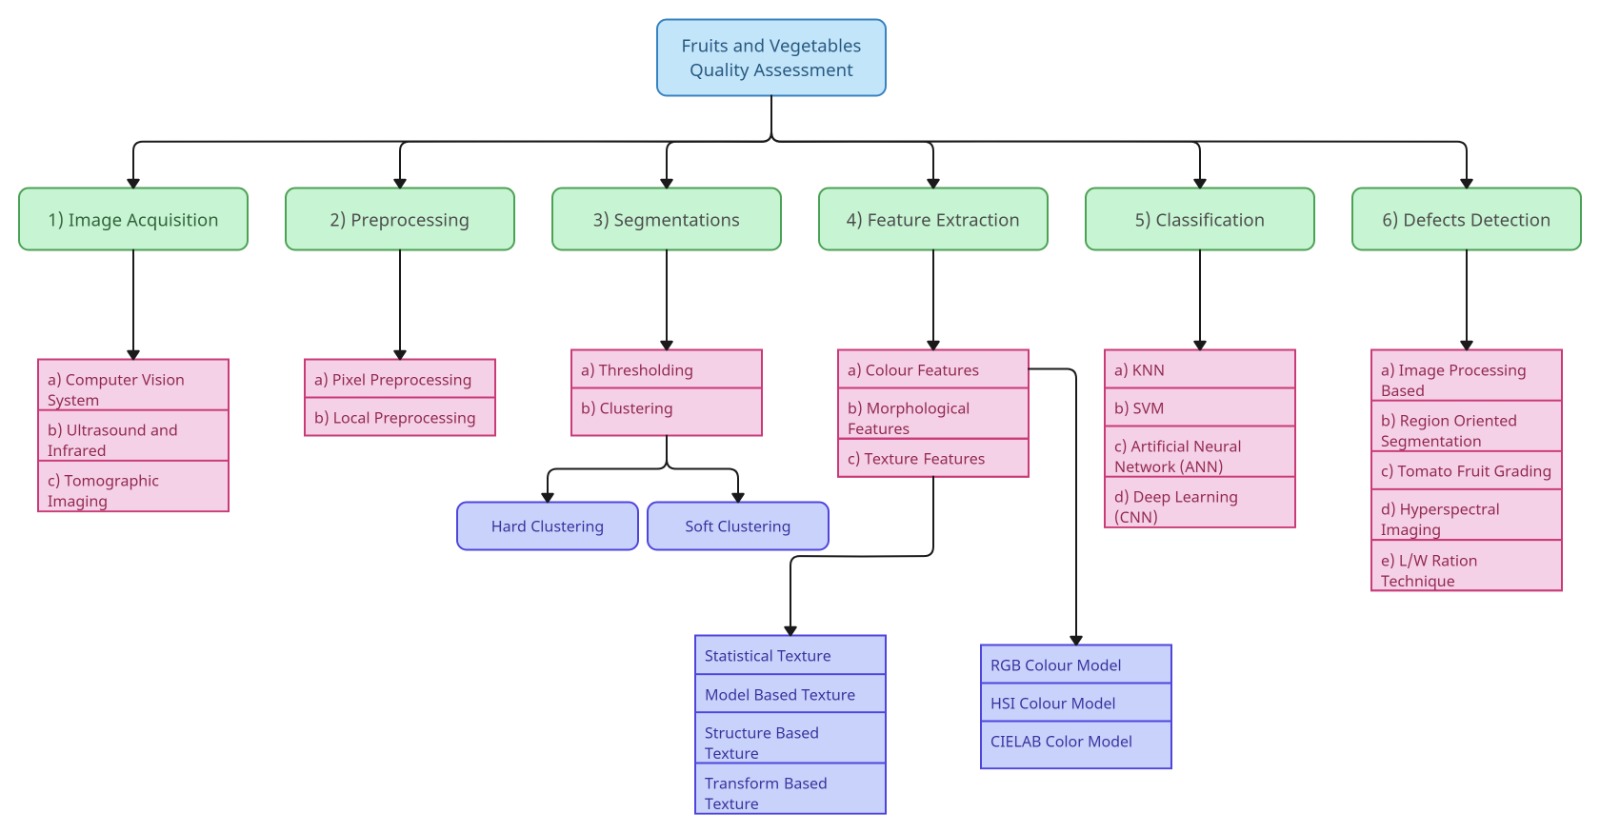 Fruits and Vegetables
Quality Assessment
1) Image Acquisition
2) Preprocessing
3) Segmentations
4) Feature Extraction
5) Classification
6) Defects Detection
a) Computer Vision
System
b) Ultrasound and
Infrared
c) Tomographic
Imaging
a) Pixel Preprocessing
b) Local Preprocessing
a) Thresholding
b) Clustering
Hard Clustering
Soft Clustering
a) Colour Features
b) Morphological
Features
c) Texture Features
Statistical Texture
Model Based Texture
Structure Based
Texture
Transform Based
Texture
RGB Colour Model
HSI Colour Model
CIELAB Color Model
a) KNN
b) SVM
c) Artificial Neural
Network (ANN)
d) Deep Learning
(CNN)
a) Image Processing
Based
b) Region Oriented
Segmentation
c) Tomato Fruit Grading
d) Hyperspectral
Imaging
e) L/W Ration
Technique